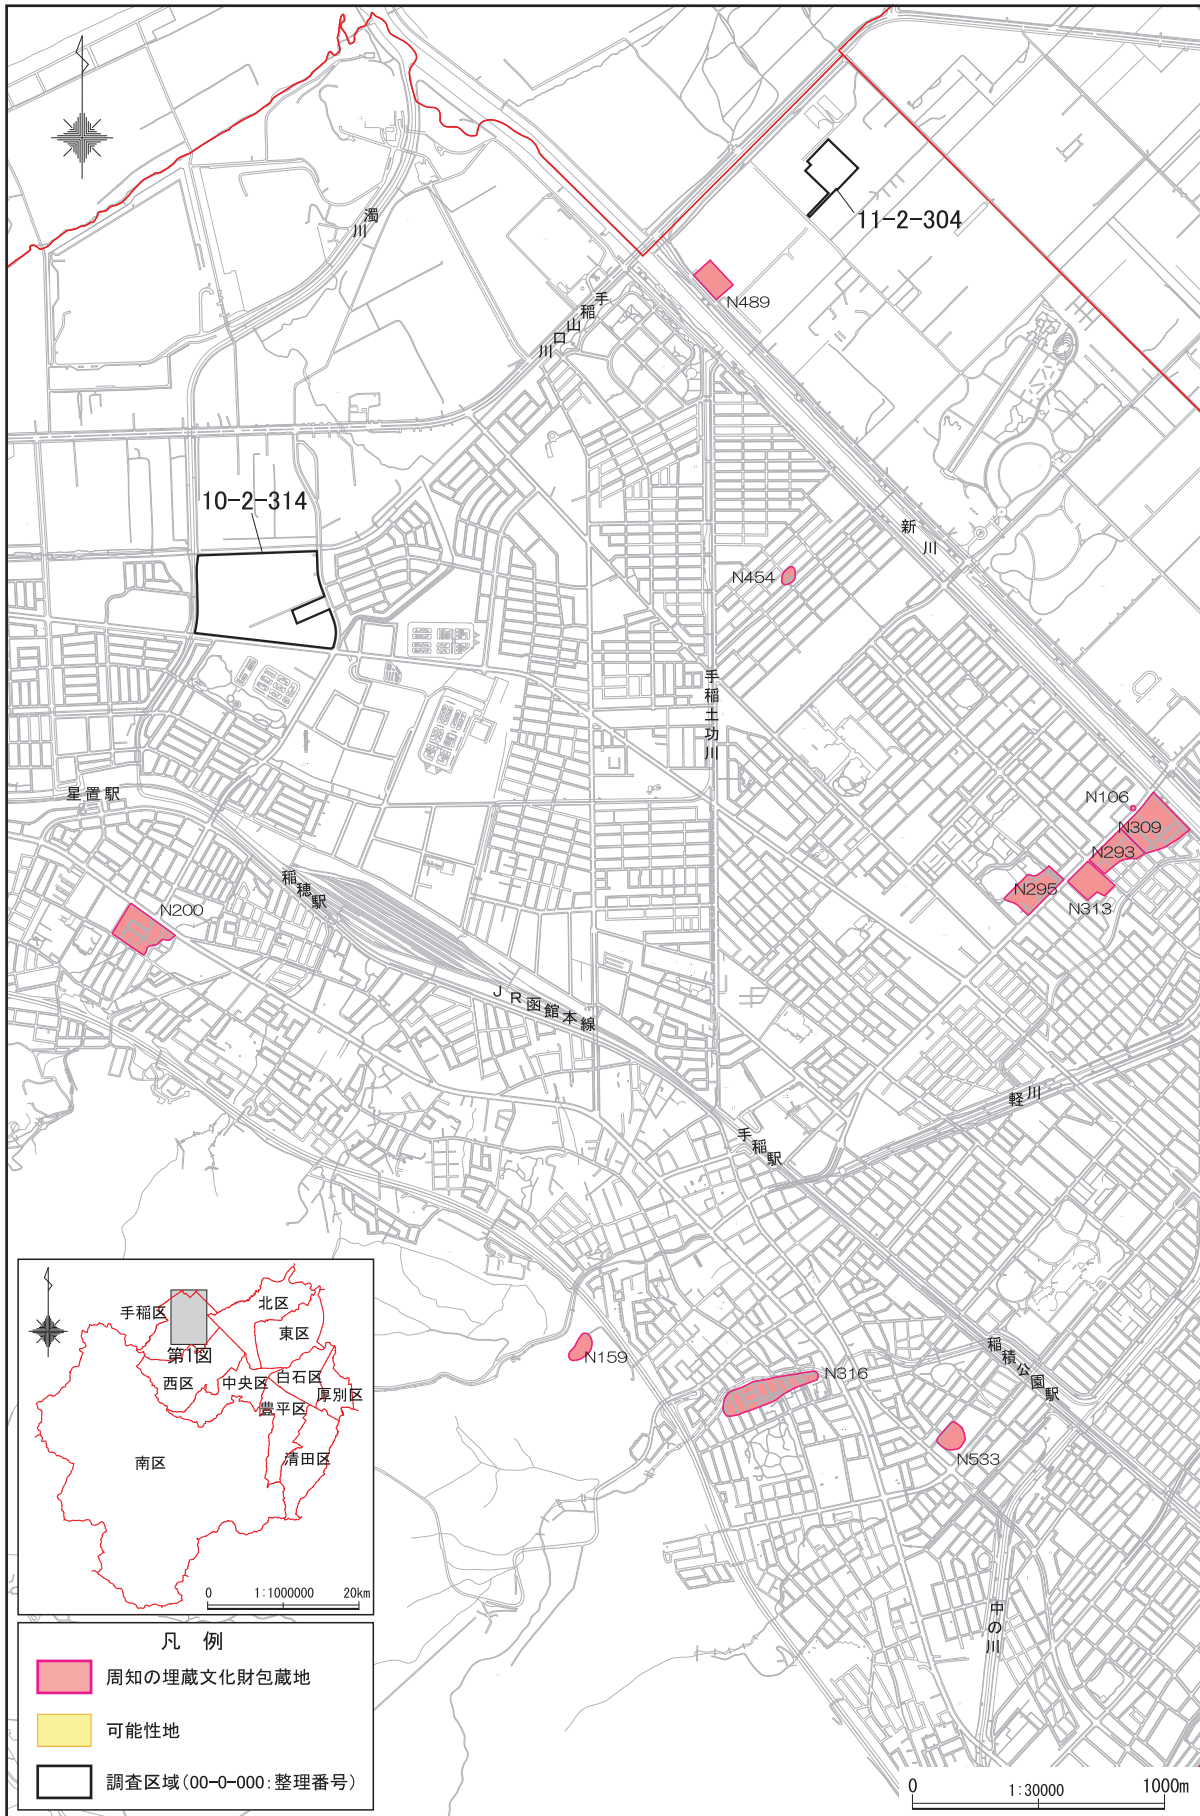 濁川
11-2-304
N489
手稲山口川
10-2-314
新川
N454
手稲土功川
星置駅
N106
N309
N293
N295
N313
稲穂駅
N200
JR函館本線
軽川
手稲駅
N159
N316
稲積公園駅
N533
中の川
手稲区
北区
東区
第1図
西区
中央区
白石区
厚別区
豊平区
南区
清田区
0 1:1000000 20km
凡 例
周知の埋蔵文化財包蔵地
可能性地
調査区域(00-0-000:整理番号)
0 1:30000 1000m